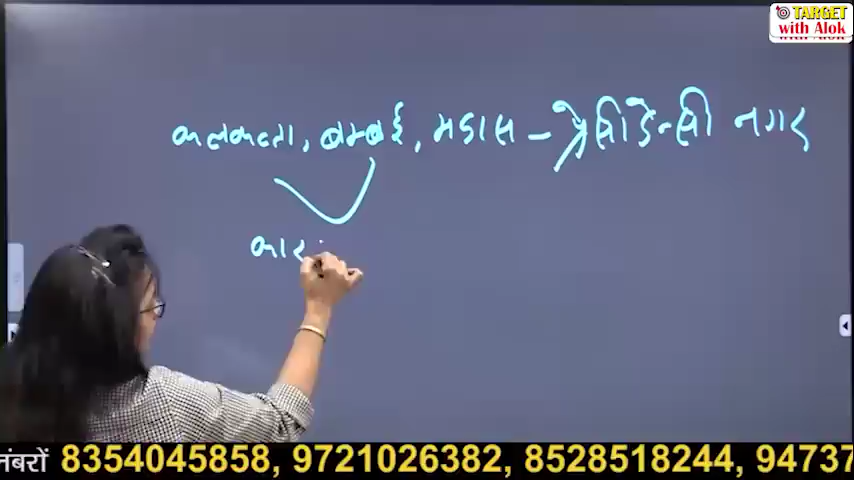 TARGET
with Alok
कलकत्ता, बम्बई, मद्रास – प्रेसीडेन्सी नगर
कार
नंबरों 8354045858, 9721026382, 8528518244, 94737